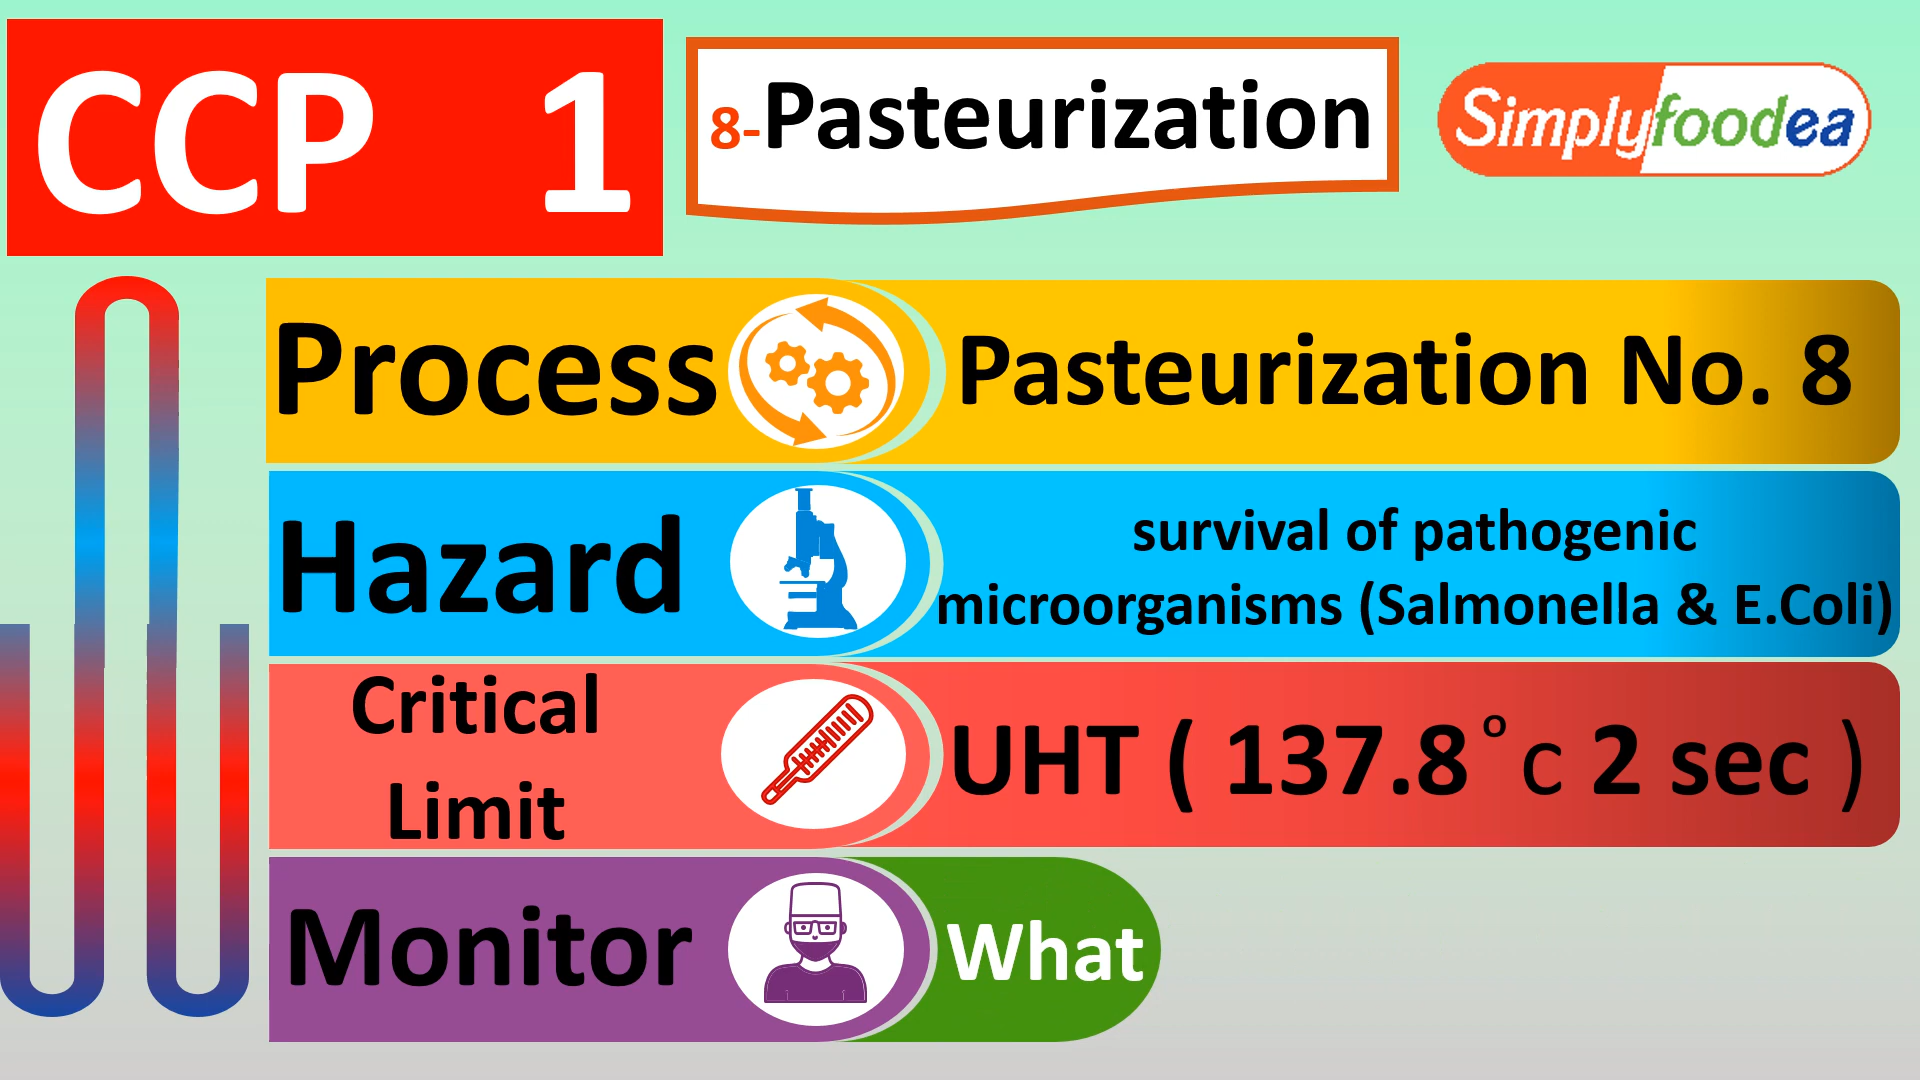 CCP 1
8-Pasteurization
Simplyfoodea
Process
Pasteurization No. 8
Hazard
survival of pathogenic
microorganisms (Salmonella & E.Coli)
Critical
Limit
UHT ( 137.8°c 2 sec )
Monitor
What